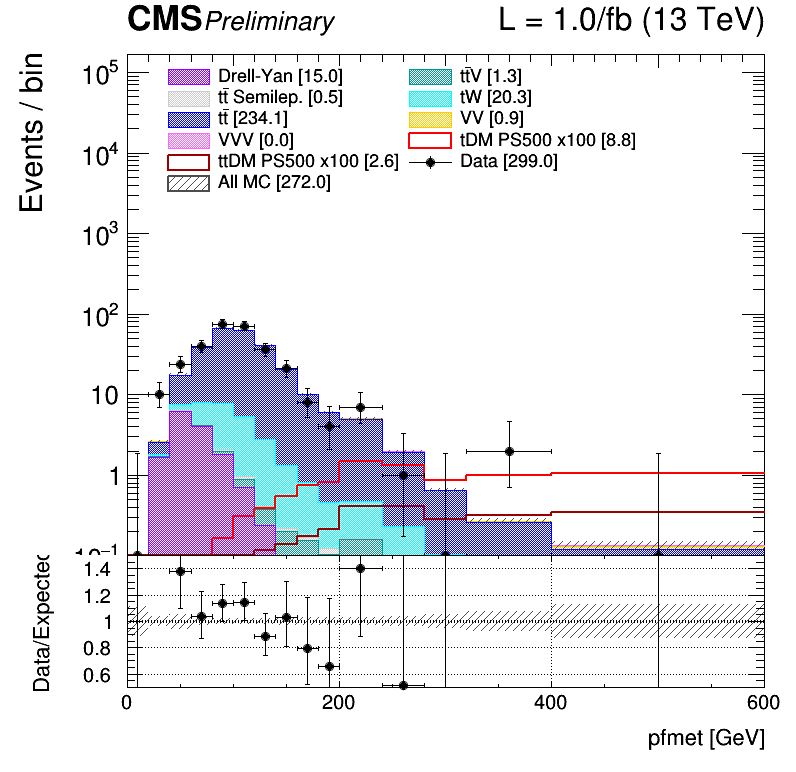 CMS Preliminary L = 1.0/fb (13 TeV)
Events / bin
10⁵
10⁴
10³
10²
10
1
10⁻¹
Drell-Yan [15.0]
tt̄ Semilep. [0.5]
tt̄ [234.1]
VVV [0.0]
ttDM PS500 x100 [2.6]
All MC [272.0]
tt̄V [1.3]
tW [20.3]
VV [0.9]
tDM PS500 x100 [8.8]
Data [299.0]
Data/Expected
1.4
1.2
1
0.8
0.6
0 200 400 600
pfmet [GeV]